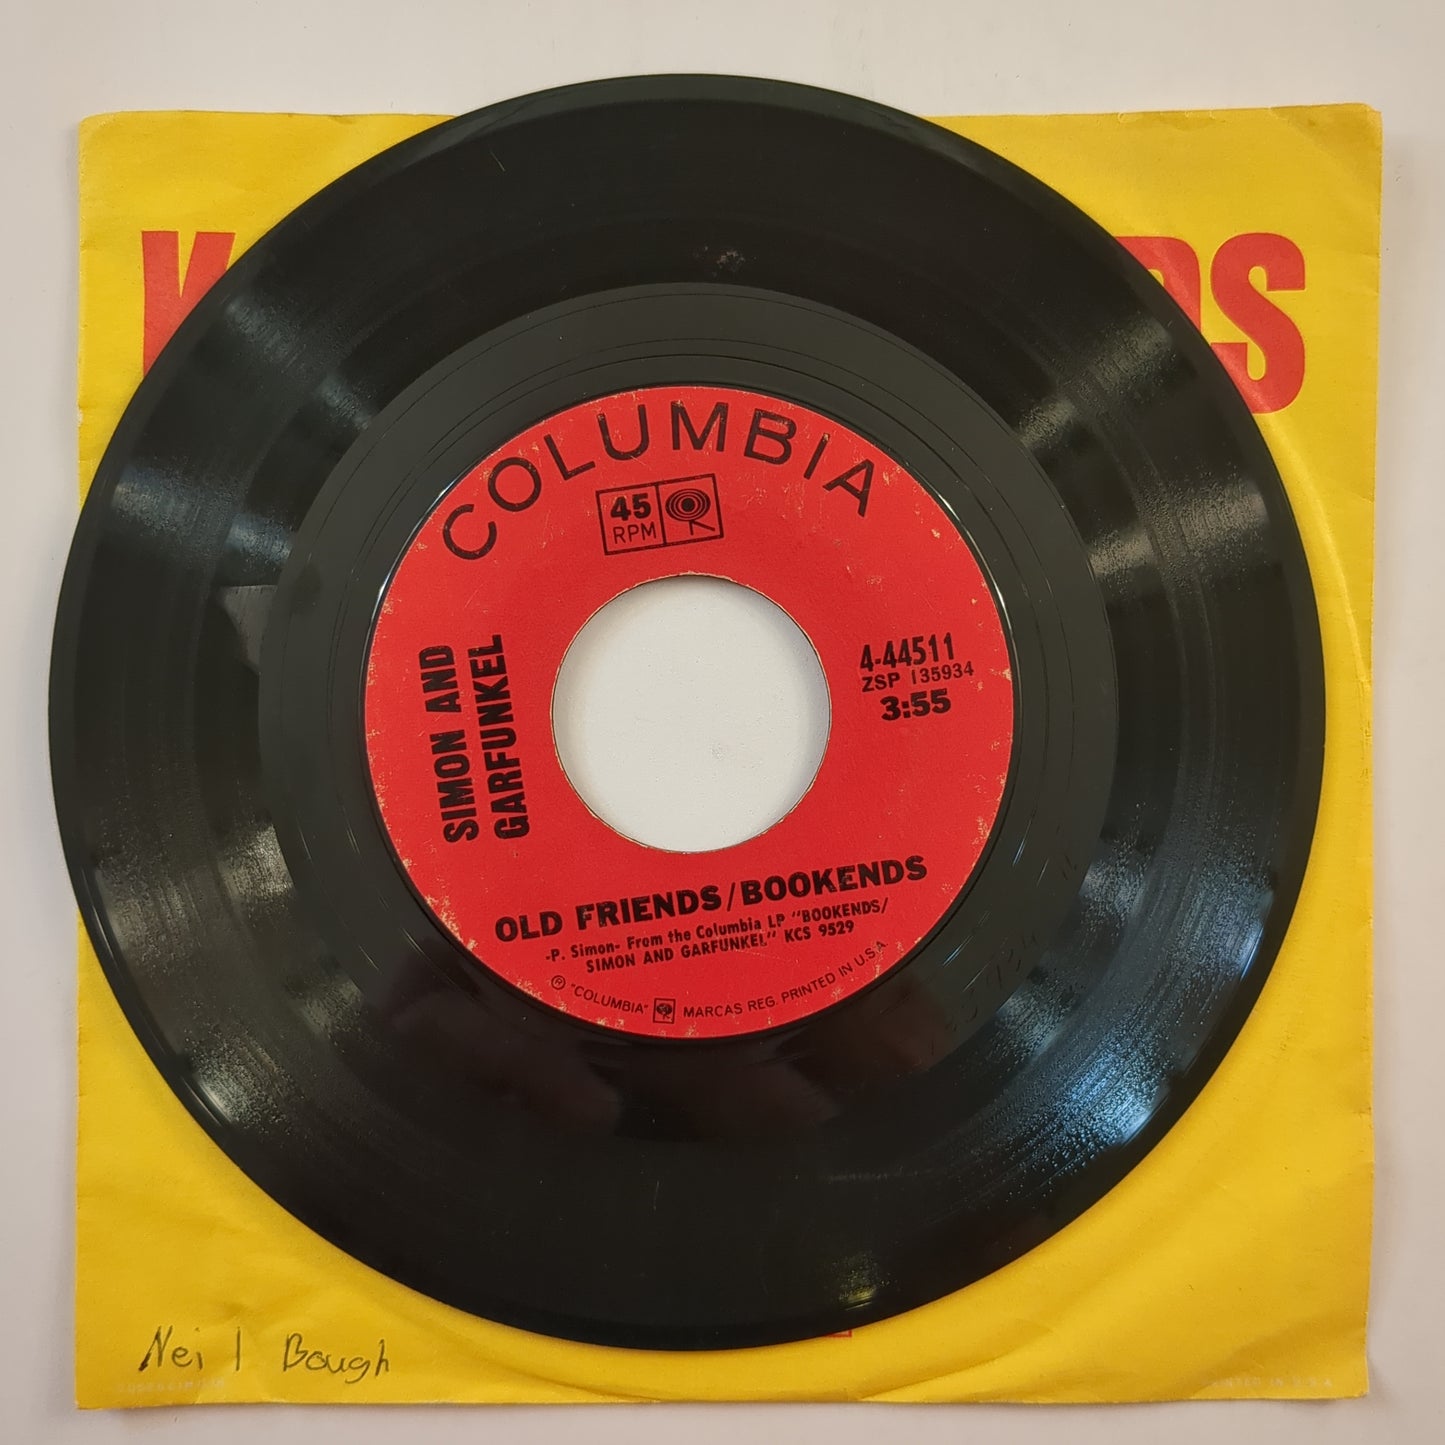 COLUMBIA
45
RPM
SIMON AND
GARFUNKEL
4-44511
ZSP 135934
3:55
OLD FRIENDS/BOOKENDS
-P. Simon- From the Columbia LP "BOOKENDS/
SIMON AND GARFUNKEL" KCS 9529
® "COLUMBIA" MARCAS REG. PRINTED IN U.S.A.
Neil Bough